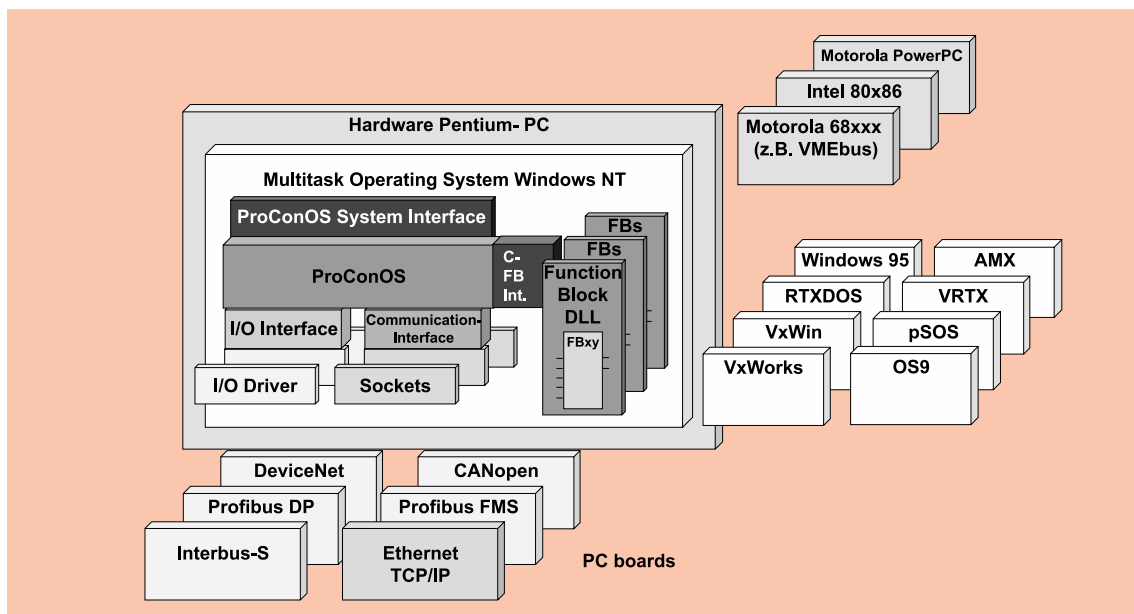 Motorola PowerPC
Intel 80x86
Motorola 68xxx
(z.B. VMEbus)
Hardware Pentium- PC
Multitask Operating System Windows NT
ProConOS System Interface
ProConOS
C-
FB
Int.
FBs
FBs
Function
Block
DLL
FBxy
I/O Interface
Communication-
Interface
I/O Driver
Sockets
Windows 95
AMX
RTXDOS
VRTX
VxWin
pSOS
VxWorks
OS9
DeviceNet
CANopen
Profibus DP
Profibus FMS
Interbus-S
Ethernet
TCP/IP
PC boards